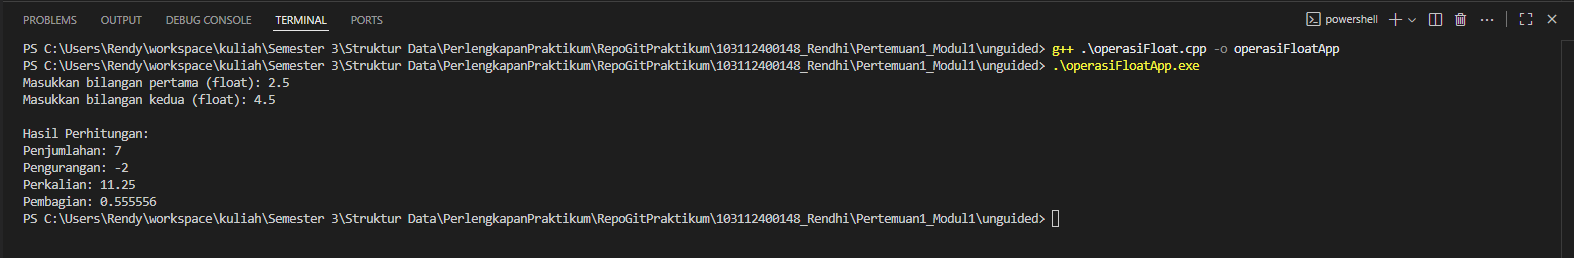 PROBLEMS OUTPUT DEBUG CONSOLE TERMINAL PORTS powershell
PS C:\Users\Rendy\workspace\kuliah\Semester 3\Struktur Data\PerlengkapanPraktikum\RepoGitPraktikum\103112400148_Rendhi\Pertemuan1_Modul1\unguided> g++ .\operasiFloat.cpp -o operasiFloatApp
PS C:\Users\Rendy\workspace\kuliah\Semester 3\Struktur Data\PerlengkapanPraktikum\RepoGitPraktikum\103112400148_Rendhi\Pertemuan1_Modul1\unguided> .\operasiFloatApp.exe
Masukkan bilangan pertama (float): 2.5
Masukkan bilangan kedua (float): 4.5
Hasil Perhitungan:
Penjumlahan: 7
Pengurangan: -2
Perkalian: 11.25
Pembagian: 0.555556
PS C:\Users\Rendy\workspace\kuliah\Semester 3\Struktur Data\PerlengkapanPraktikum\RepoGitPraktikum\103112400148_Rendhi\Pertemuan1_Modul1\unguided>